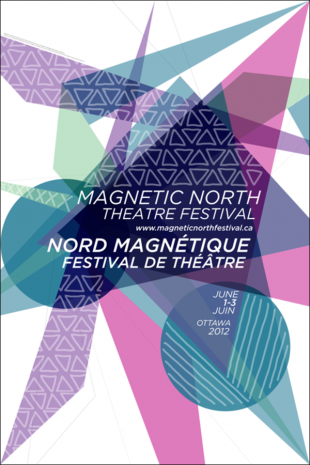 MAGNETIC NORTH
THEATRE FESTIVAL
www.magneticnorthfestival.ca
NORD MAGNÉTIQUE
FESTIVAL DE THÉÂTRE
JUNE
1-3
JUIN
OTTAWA
2012